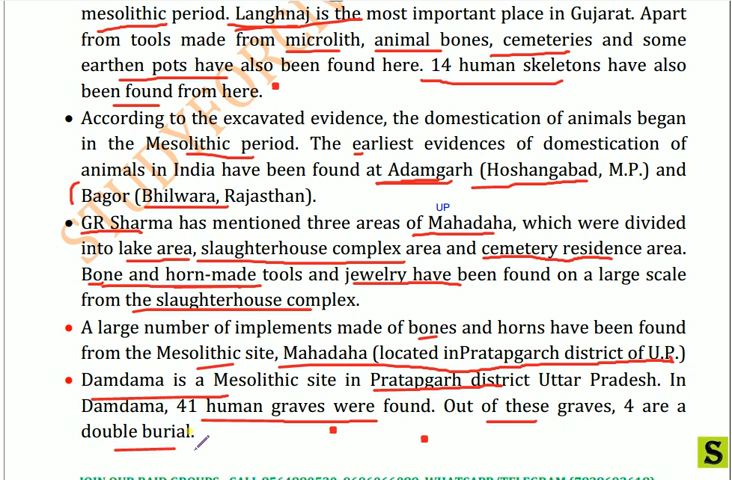 mesolithic period. Langhnaj is the most important place in Gujarat. Apart
from tools made from microlith, animal bones, cemeteries and some
earthen pots have also been found here. 14 human skeletons have also
been found from here.
• According to the excavated evidence, the domestication of animals began
in the Mesolithic period. The earliest evidences of domestication of
animals in India have been found at Adamgarh (Hoshangabad, M.P.) and
Bagor (Bhilwara, Rajasthan).
UP
• GR Sharma has mentioned three areas of Mahadaha, which were divided
into lake area, slaughterhouse complex area and cemetery residence area.
Bone and horn-made tools and jewelry have been found on a large scale
from the slaughterhouse complex.
• A large number of implements made of bones and horns have been found
from the Mesolithic site, Mahadaha (located inPratapgarch district of U.P.)
• Damdama is a Mesolithic site in Pratapgarh district Uttar Pradesh. In
Damdama, 41 human graves were found. Out of these graves, 4 are a
double burial.
S